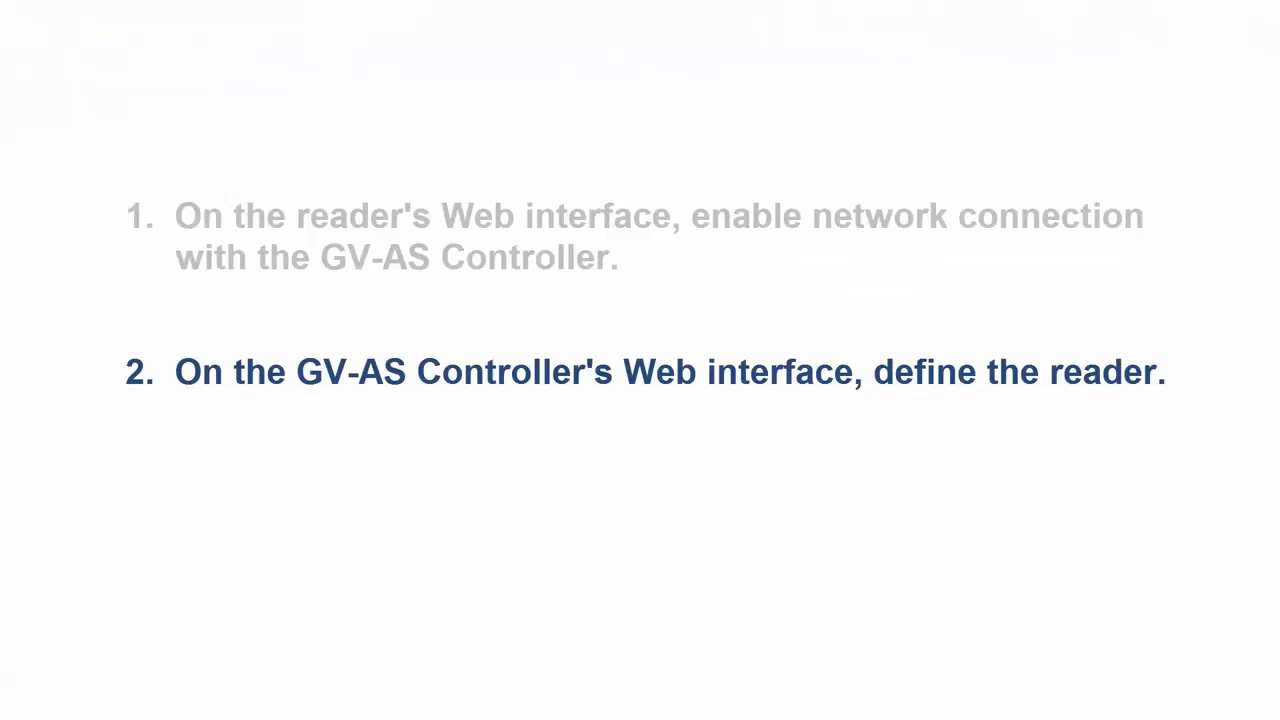 1. On the reader's Web interface, enable network connection
with the GV-AS Controller.
2. On the GV-AS Controller's Web interface, define the reader.